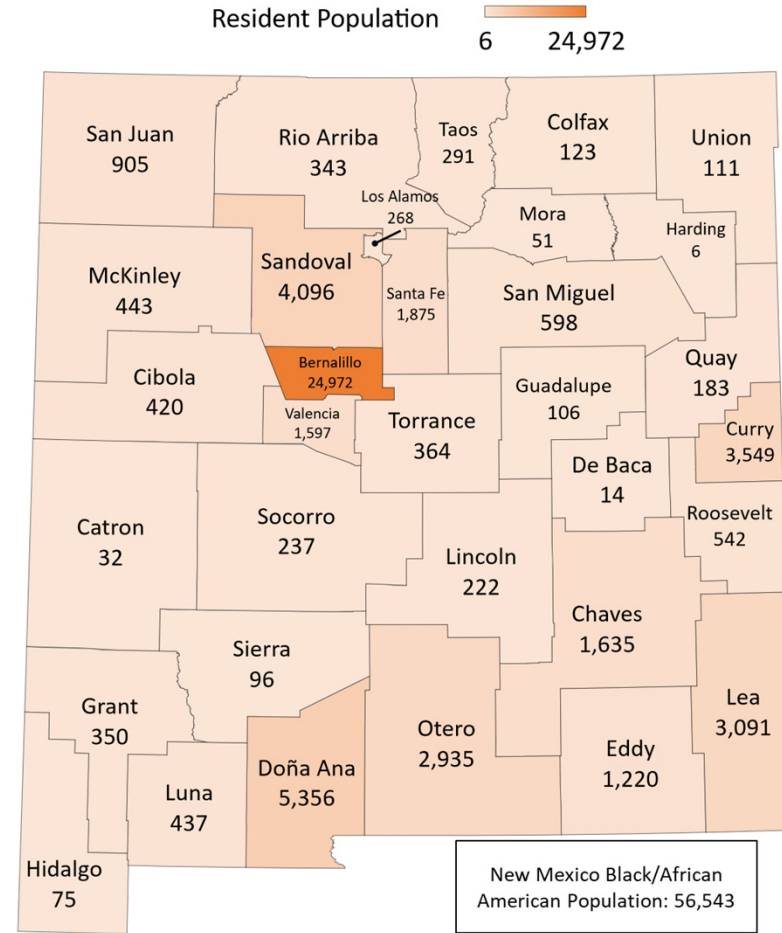 Resident Population
6 24,972
San Juan
905
Rio Arriba
343
Taos
291
Colfax
123
Union
111
Los Alamos
268
Mora
51
Harding
6
McKinley
443
Sandoval
4,096
Santa Fe
1,875
San Miguel
598
Cibola
420
Bernalillo
24,972
Valencia
1,597
Torrance
364
Guadalupe
106
Quay
183
Curry
3,549
De Baca
14
Roosevelt
542
Catron
32
Socorro
237
Lincoln
222
Chaves
1,635
Sierra
96
Grant
350
Luna
437
Doña Ana
5,356
Otero
2,935
Eddy
1,220
Lea
3,091
Hidalgo
75
New Mexico Black/African
American Population: 56,543